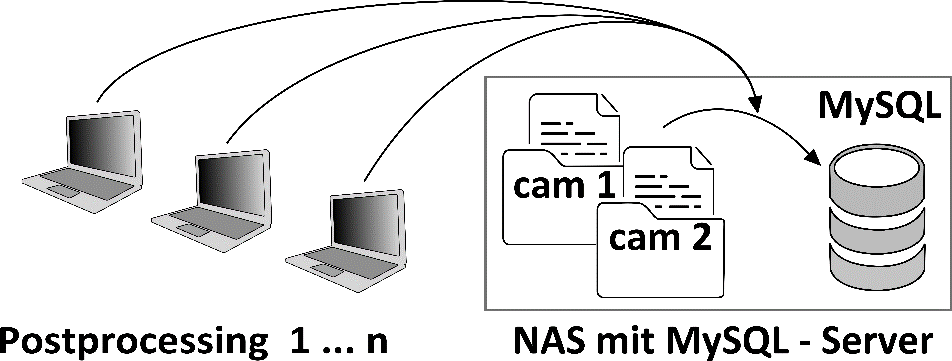 MySQL
cam 1
cam 2
Postprocessing 1 ... n
NAS mit MySQL - Server